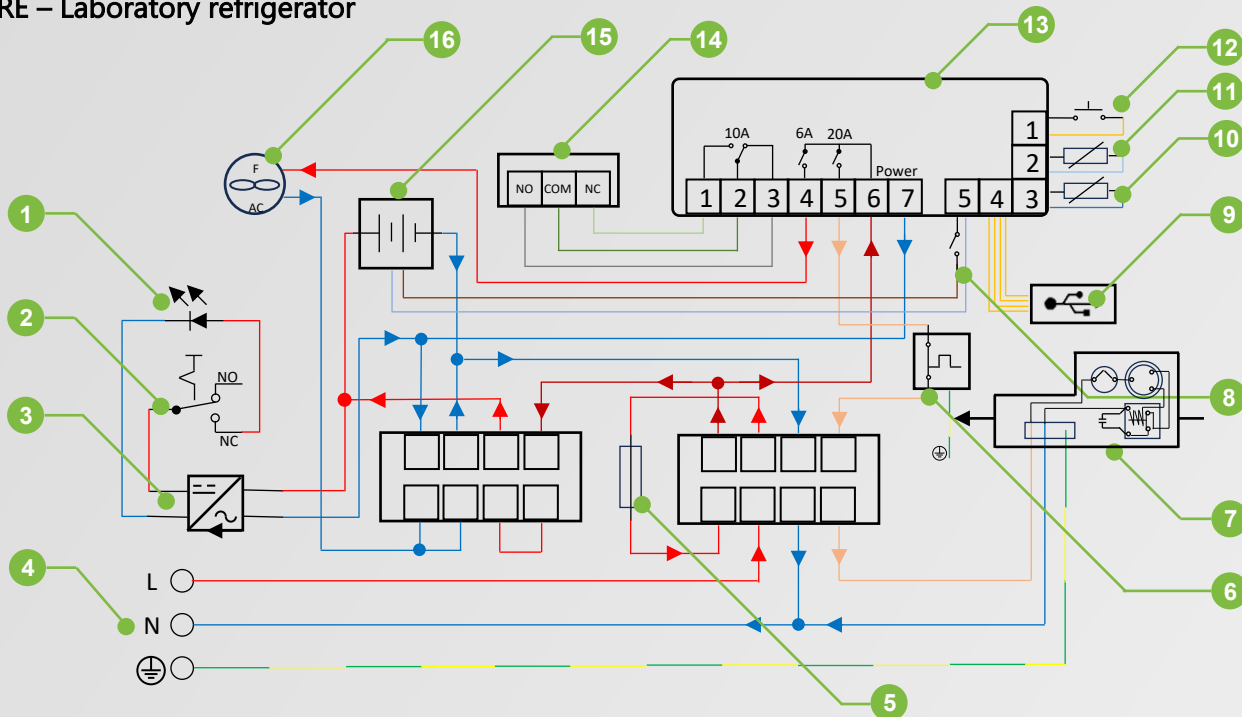 RE – Laboratory refrigerator
16
15
14
13
12
11
10
9
1
2
3
4
8
7
6
5
F
AC
NO COM NC
10A
6A 20A
Power
1 2 3 4 5 6 7
5 4 3
2
1
NO
NC
L
N